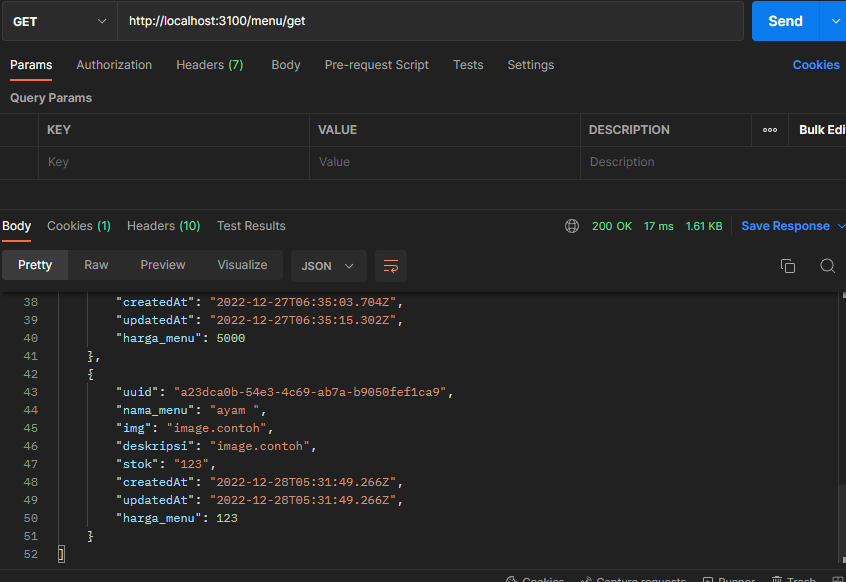 GET http://localhost:3100/menu/get Send
Params Authorization Headers (7) Body Pre-request Script Tests Settings Cookies
Query Params
KEY VALUE DESCRIPTION ooo Bulk Edi
Key Value Description
Body Cookies (1) Headers (10) Test Results 200 OK 17 ms 1.61 KB Save Response
Pretty Raw Preview Visualize JSON
38 "createdAt": "2022-12-27T06:35:03.704Z",
39 "updatedAt": "2022-12-27T06:35:15.302Z",
40 "harga_menu": 5000
41 },
42 {
43 "uuid": "a23dca0b-54e3-4c69-ab7a-b9050fef1ca9",
44 "nama_menu": "ayam ",
45 "img": "image.contoh",
46 "deskripsi": "image.contoh",
47 "stok": "123",
48 "createdAt": "2022-12-28T05:31:49.266Z",
49 "updatedAt": "2022-12-28T05:31:49.266Z",
50 "harga_menu": 123
51 }
52 ]
Cookies Capture requests Runner Trash